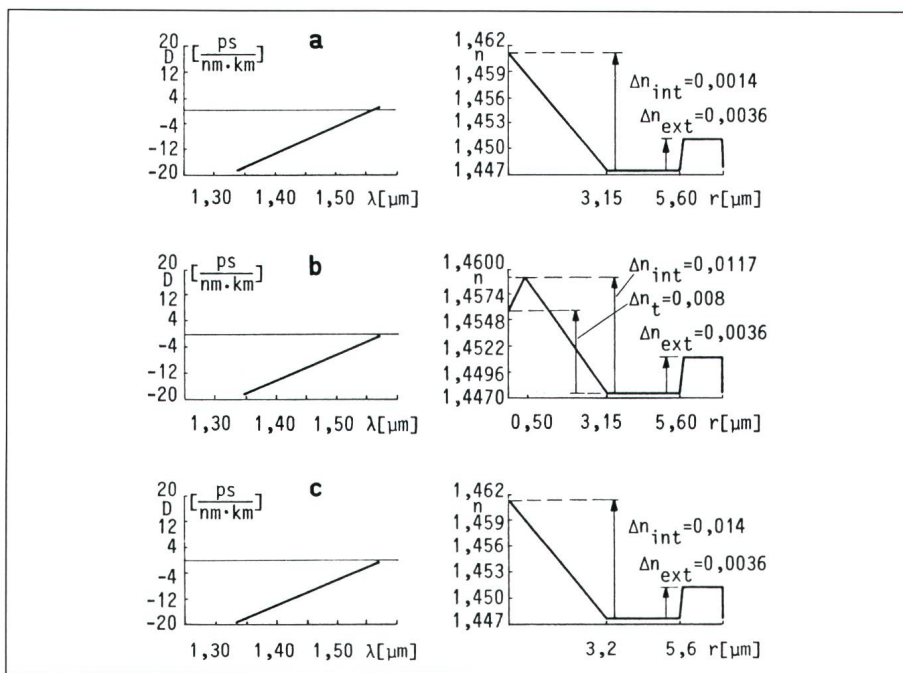 a
20
D [ps/nm·km]
12
4
-4
-12
-20
1,30 1,40 1,50 λ[μm]
1,462
n
1,459
1,456
1,453
1,450
1,447
Δn_int=0,0014
Δn_ext=0,0036
3,15 5,60 r[μm]
b
20
D [ps/nm·km]
12
4
-4
-12
-20
1,30 1,40 1,50 λ[μm]
1,4600
n
1,4574
1,4548
1,4522
1,4496
1,4470
Δn_int=0,0117
Δn_t=0,008
Δn_ext=0,0036
0,50 3,15 5,60 r[μm]
c
20
D [ps/nm·km]
12
4
-4
-12
-20
1,30 1,40 1,50 λ[μm]
1,462
n
1,459
1,456
1,453
1,450
1,447
Δn_int=0,014
Δn_ext=0,0036
3,2 5,6 r[μm]